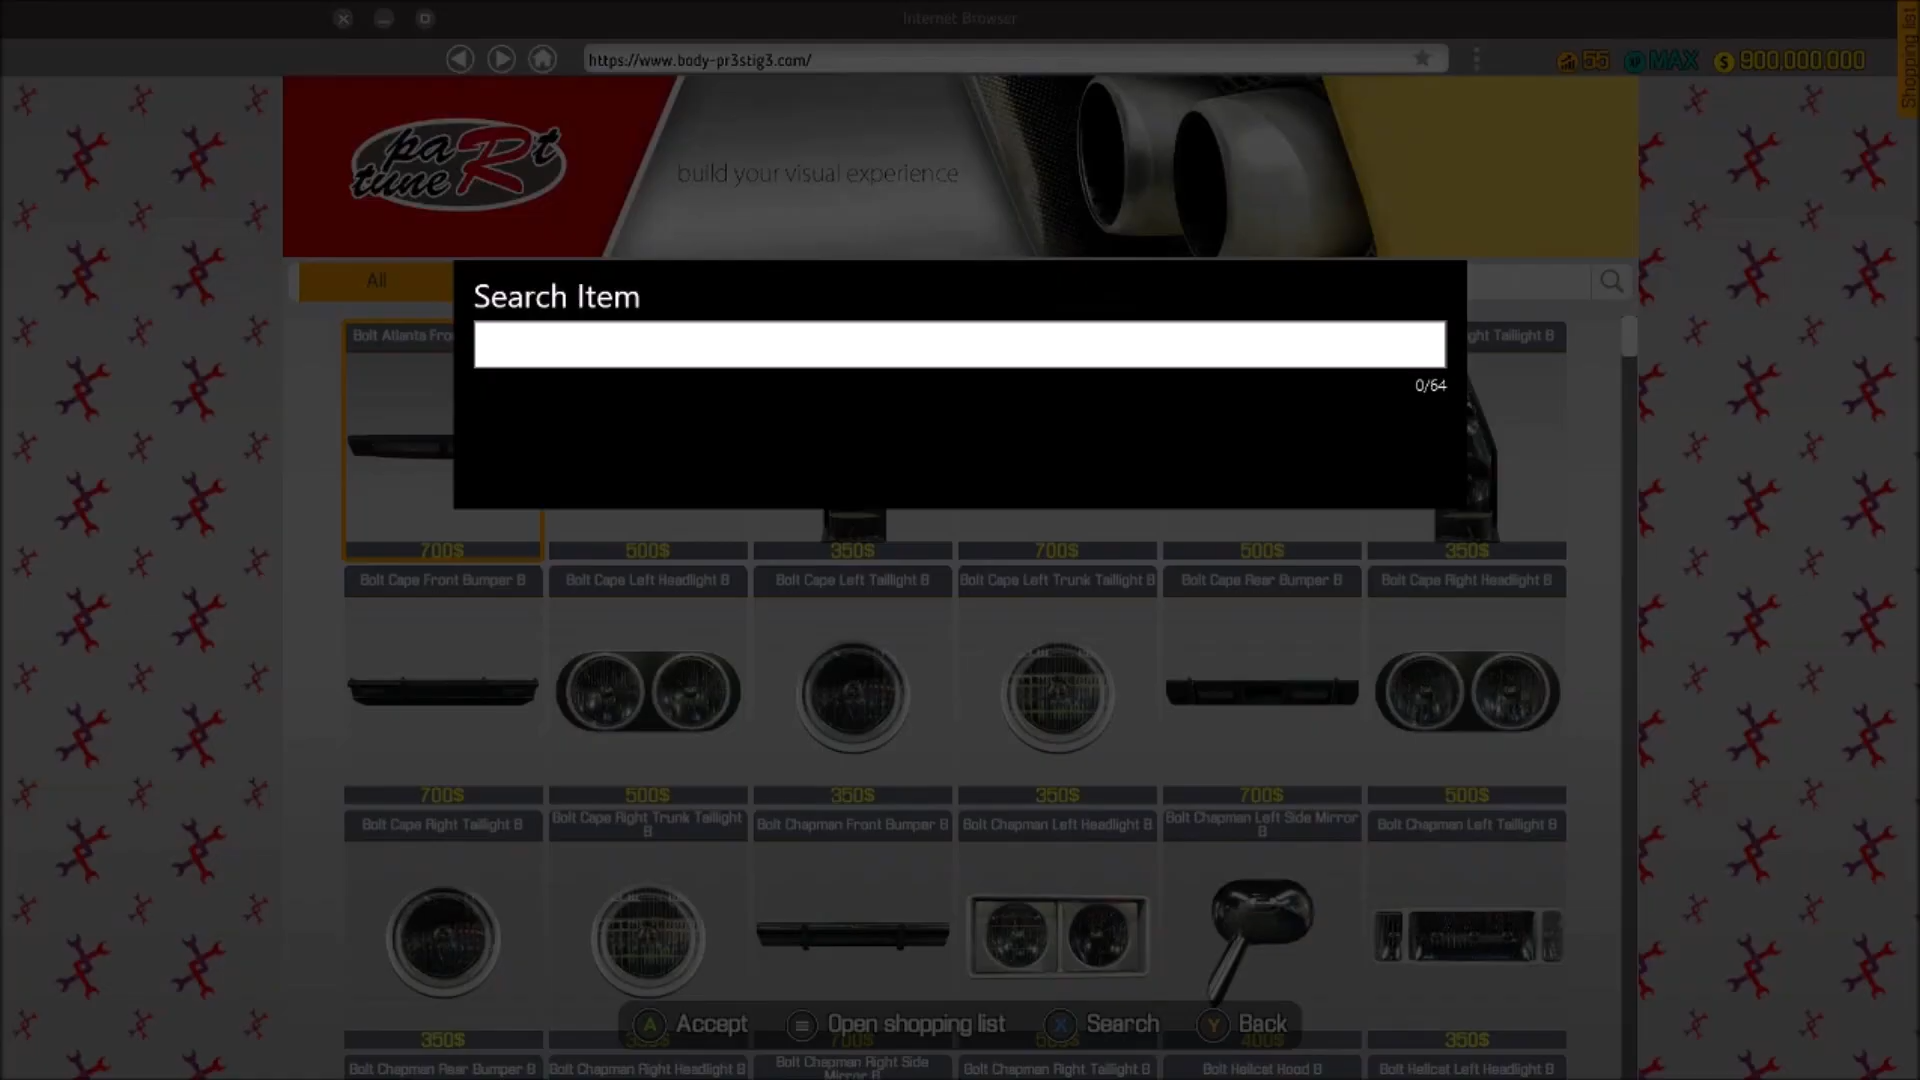 Internet Browser
Shopping list
https://www.body-pr3stig3.com/
55
MAX
$ 900,000,000
paRt
tune
build your visual experience
All
Search Item
0/64
Bolt Atlanta Fro
ght Taillight B
700$ 500$ 350$ 700$ 500$ 350$
Bolt Cape Front Bumper B
Bolt Cape Left Headlight B
Bolt Cape Left Taillight B
Bolt Cape Left Trunk Taillight B
Bolt Cape Rear Bumper B
Bolt Cape Right Headlight B
700$ 500$ 350$ 350$ 700$ 500$
Bolt Cape Right Taillight B
Bolt Cape Right Trunk Taillight
B
Bolt Chapman Front Bumper B
Bolt Chapman Left Headlight B
Bolt Chapman Left Side Mirror
B
Bolt Chapman Left Taillight B
A Accept
Open shopping list
X Search
Y Back
350$ 700$ 400$ 350$
Bolt Chapman Rear Bumper B
Bolt Chapman Right Headlight B
Bolt Chapman Right Side
Mirror B
Bolt Chapman Right Taillight B
Bolt Hellcat Hood B
Bolt Hellcat Left Headlight B